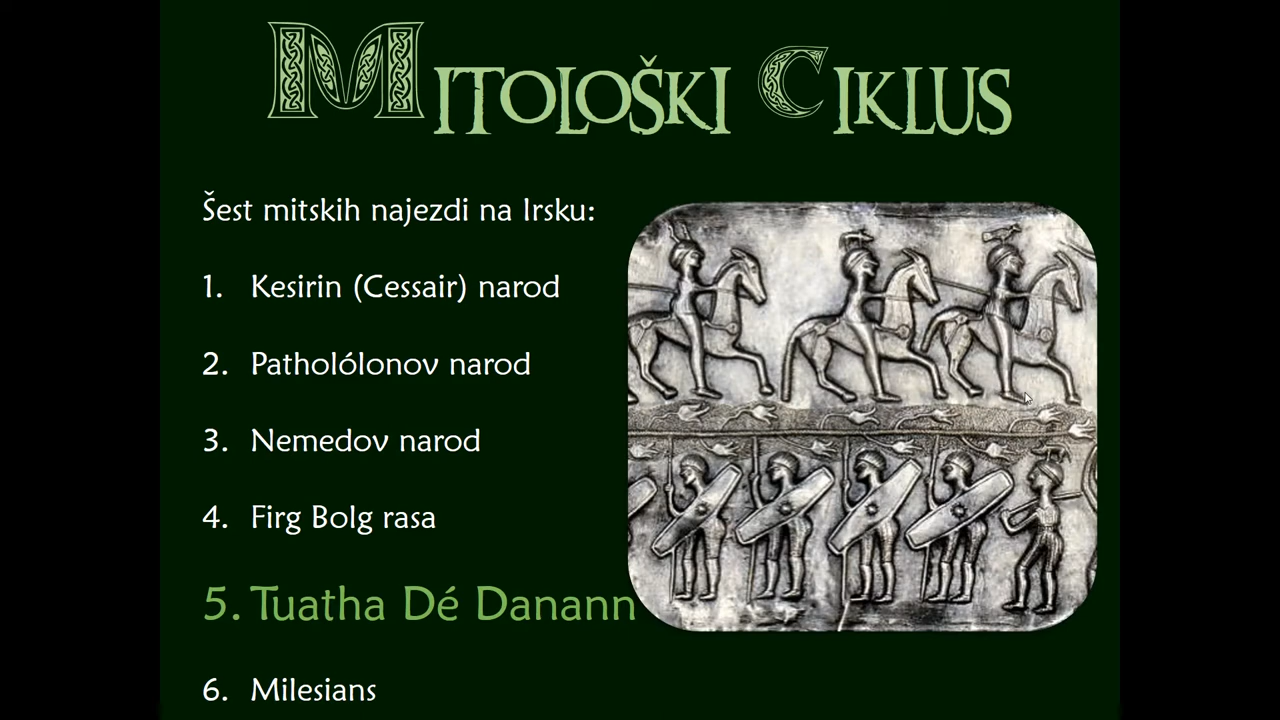 Mitološki Ciklus
Šest mitskih najezdi na Irsku:
1. Kesirin (Cessair) narod
2. Patholólonov narod
3. Nemedov narod
4. Firg Bolg rasa
5. Tuatha Dé Danann
6. Milesians